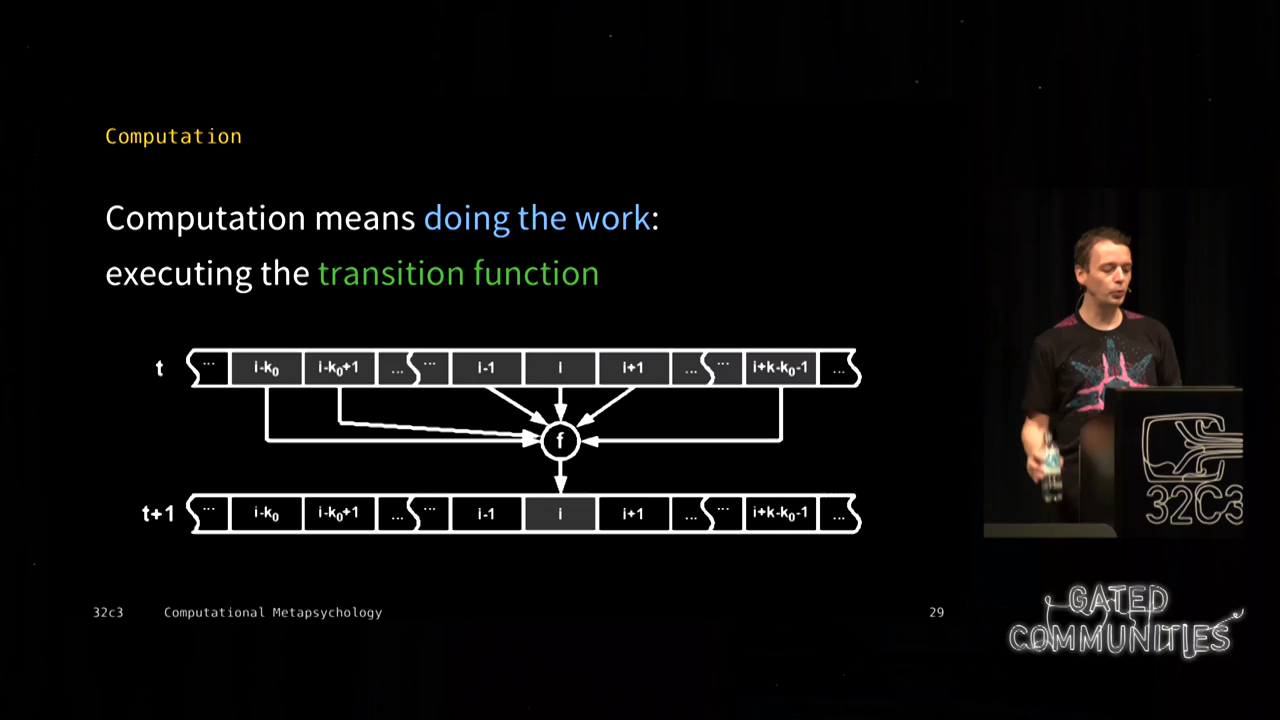 Computation
Computation means doing the work:
executing the transition function
t ... i-k₀ i-k₀+1 ... ... i-1 i i+1 ... ... i+k-k₀-1 ...
f
t+1 ... i-k₀ i-k₀+1 ... ... i-1 i i+1 ... ... i+k-k₀-1 ...
32c3 Computational Metapsychology 29
32C3
GATED
COMMUNITIES